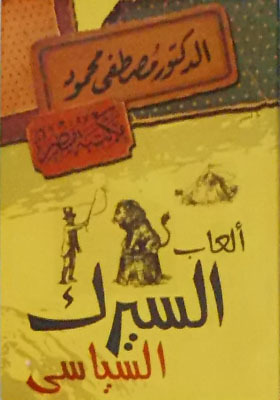 الدكتور مصطفى محمود
مكتبة مصر
ألعاب
السيرك
السياسى